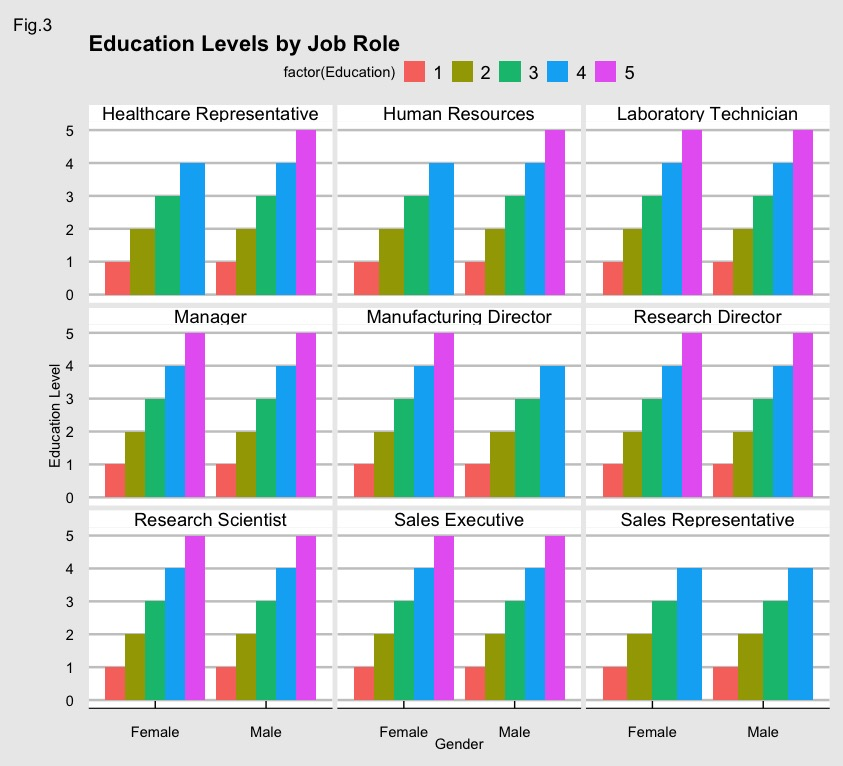 Fig.3
Education Levels by Job Role
factor(Education) 1 2 3 4 5
Healthcare Representative Human Resources Laboratory Technician
5
4
3
2
1
0
Manager Manufacturing Director Research Director
5
4
3
2
1
0
Education Level
Research Scientist Sales Executive Sales Representative
5
4
3
2
1
0
Female Male Female Male Female Male
Gender